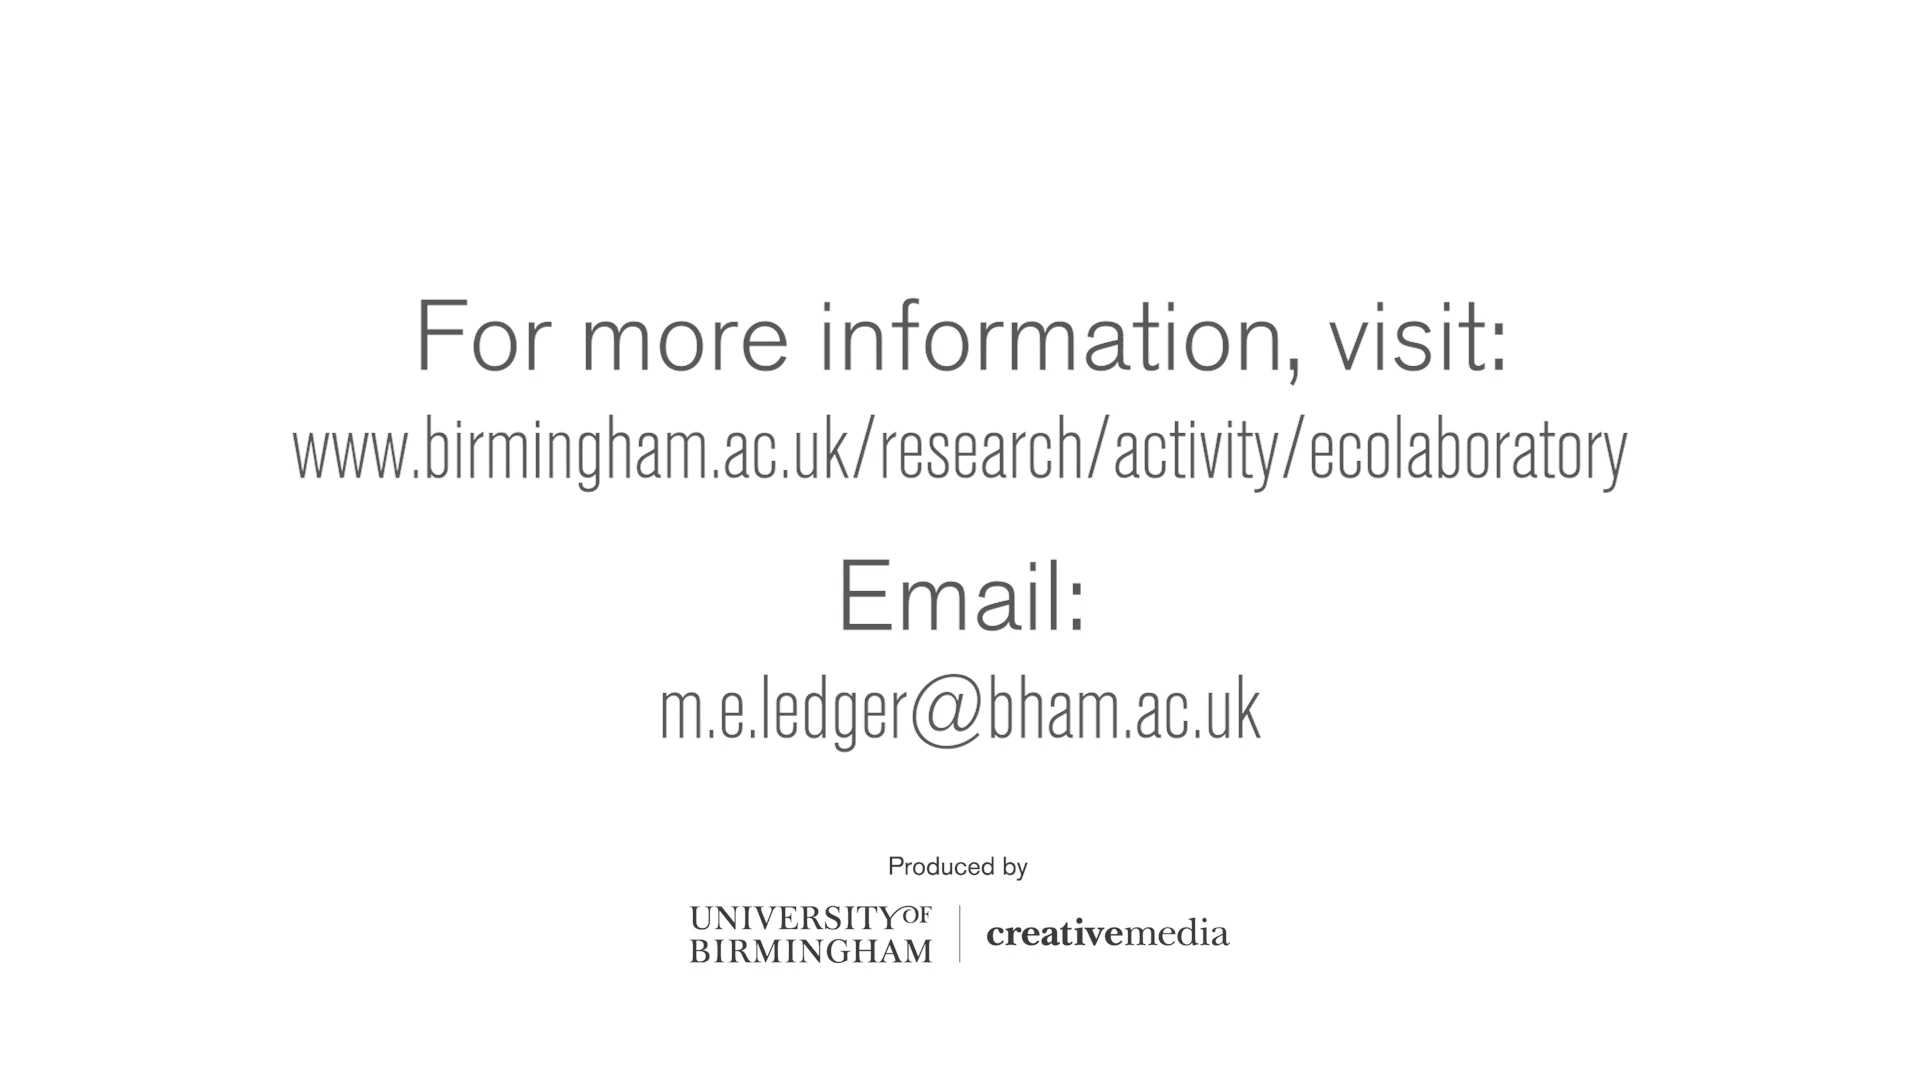 For more information, visit:
www.birmingham.ac.uk/research/activity/ecolaboratory
Email:
m.e.ledger@bham.ac.uk
Produced by
UNIVERSITY OF
BIRMINGHAM
creativemedia